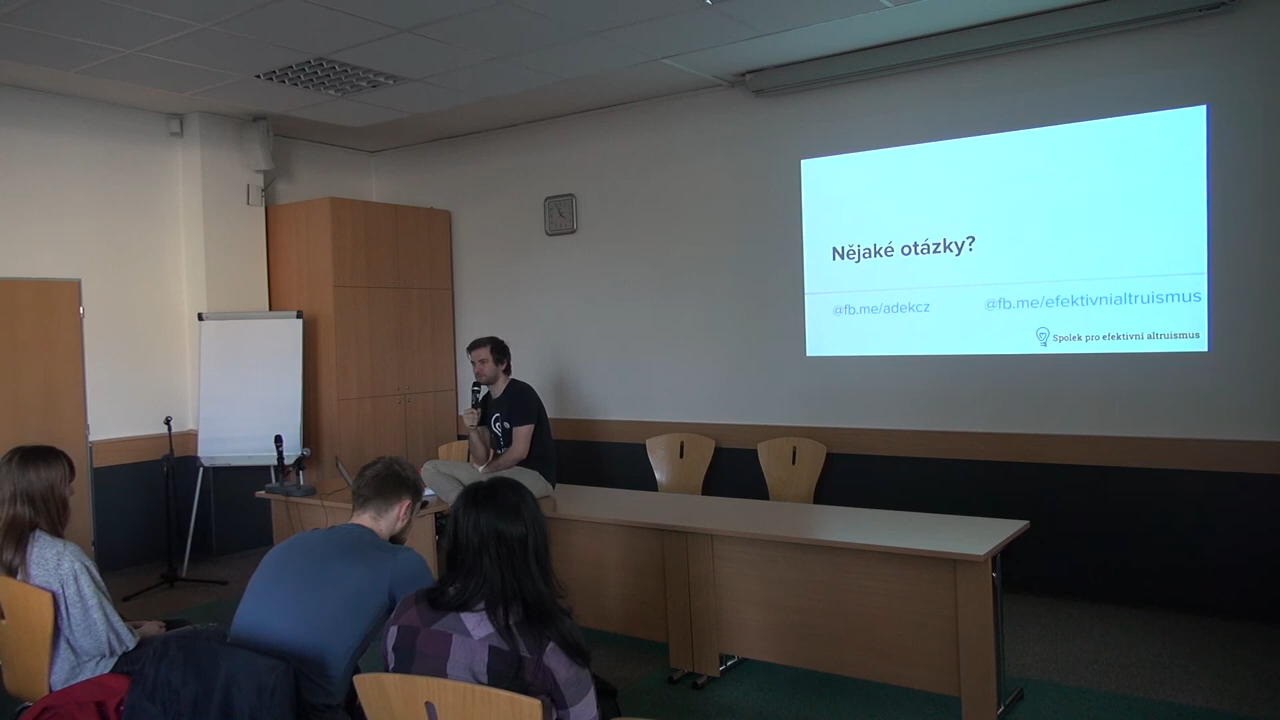 Nějaké otázky?
@fb.me/adekcz
@fb.me/efektivnialtruismus
Spolek pro efektivní altruismus